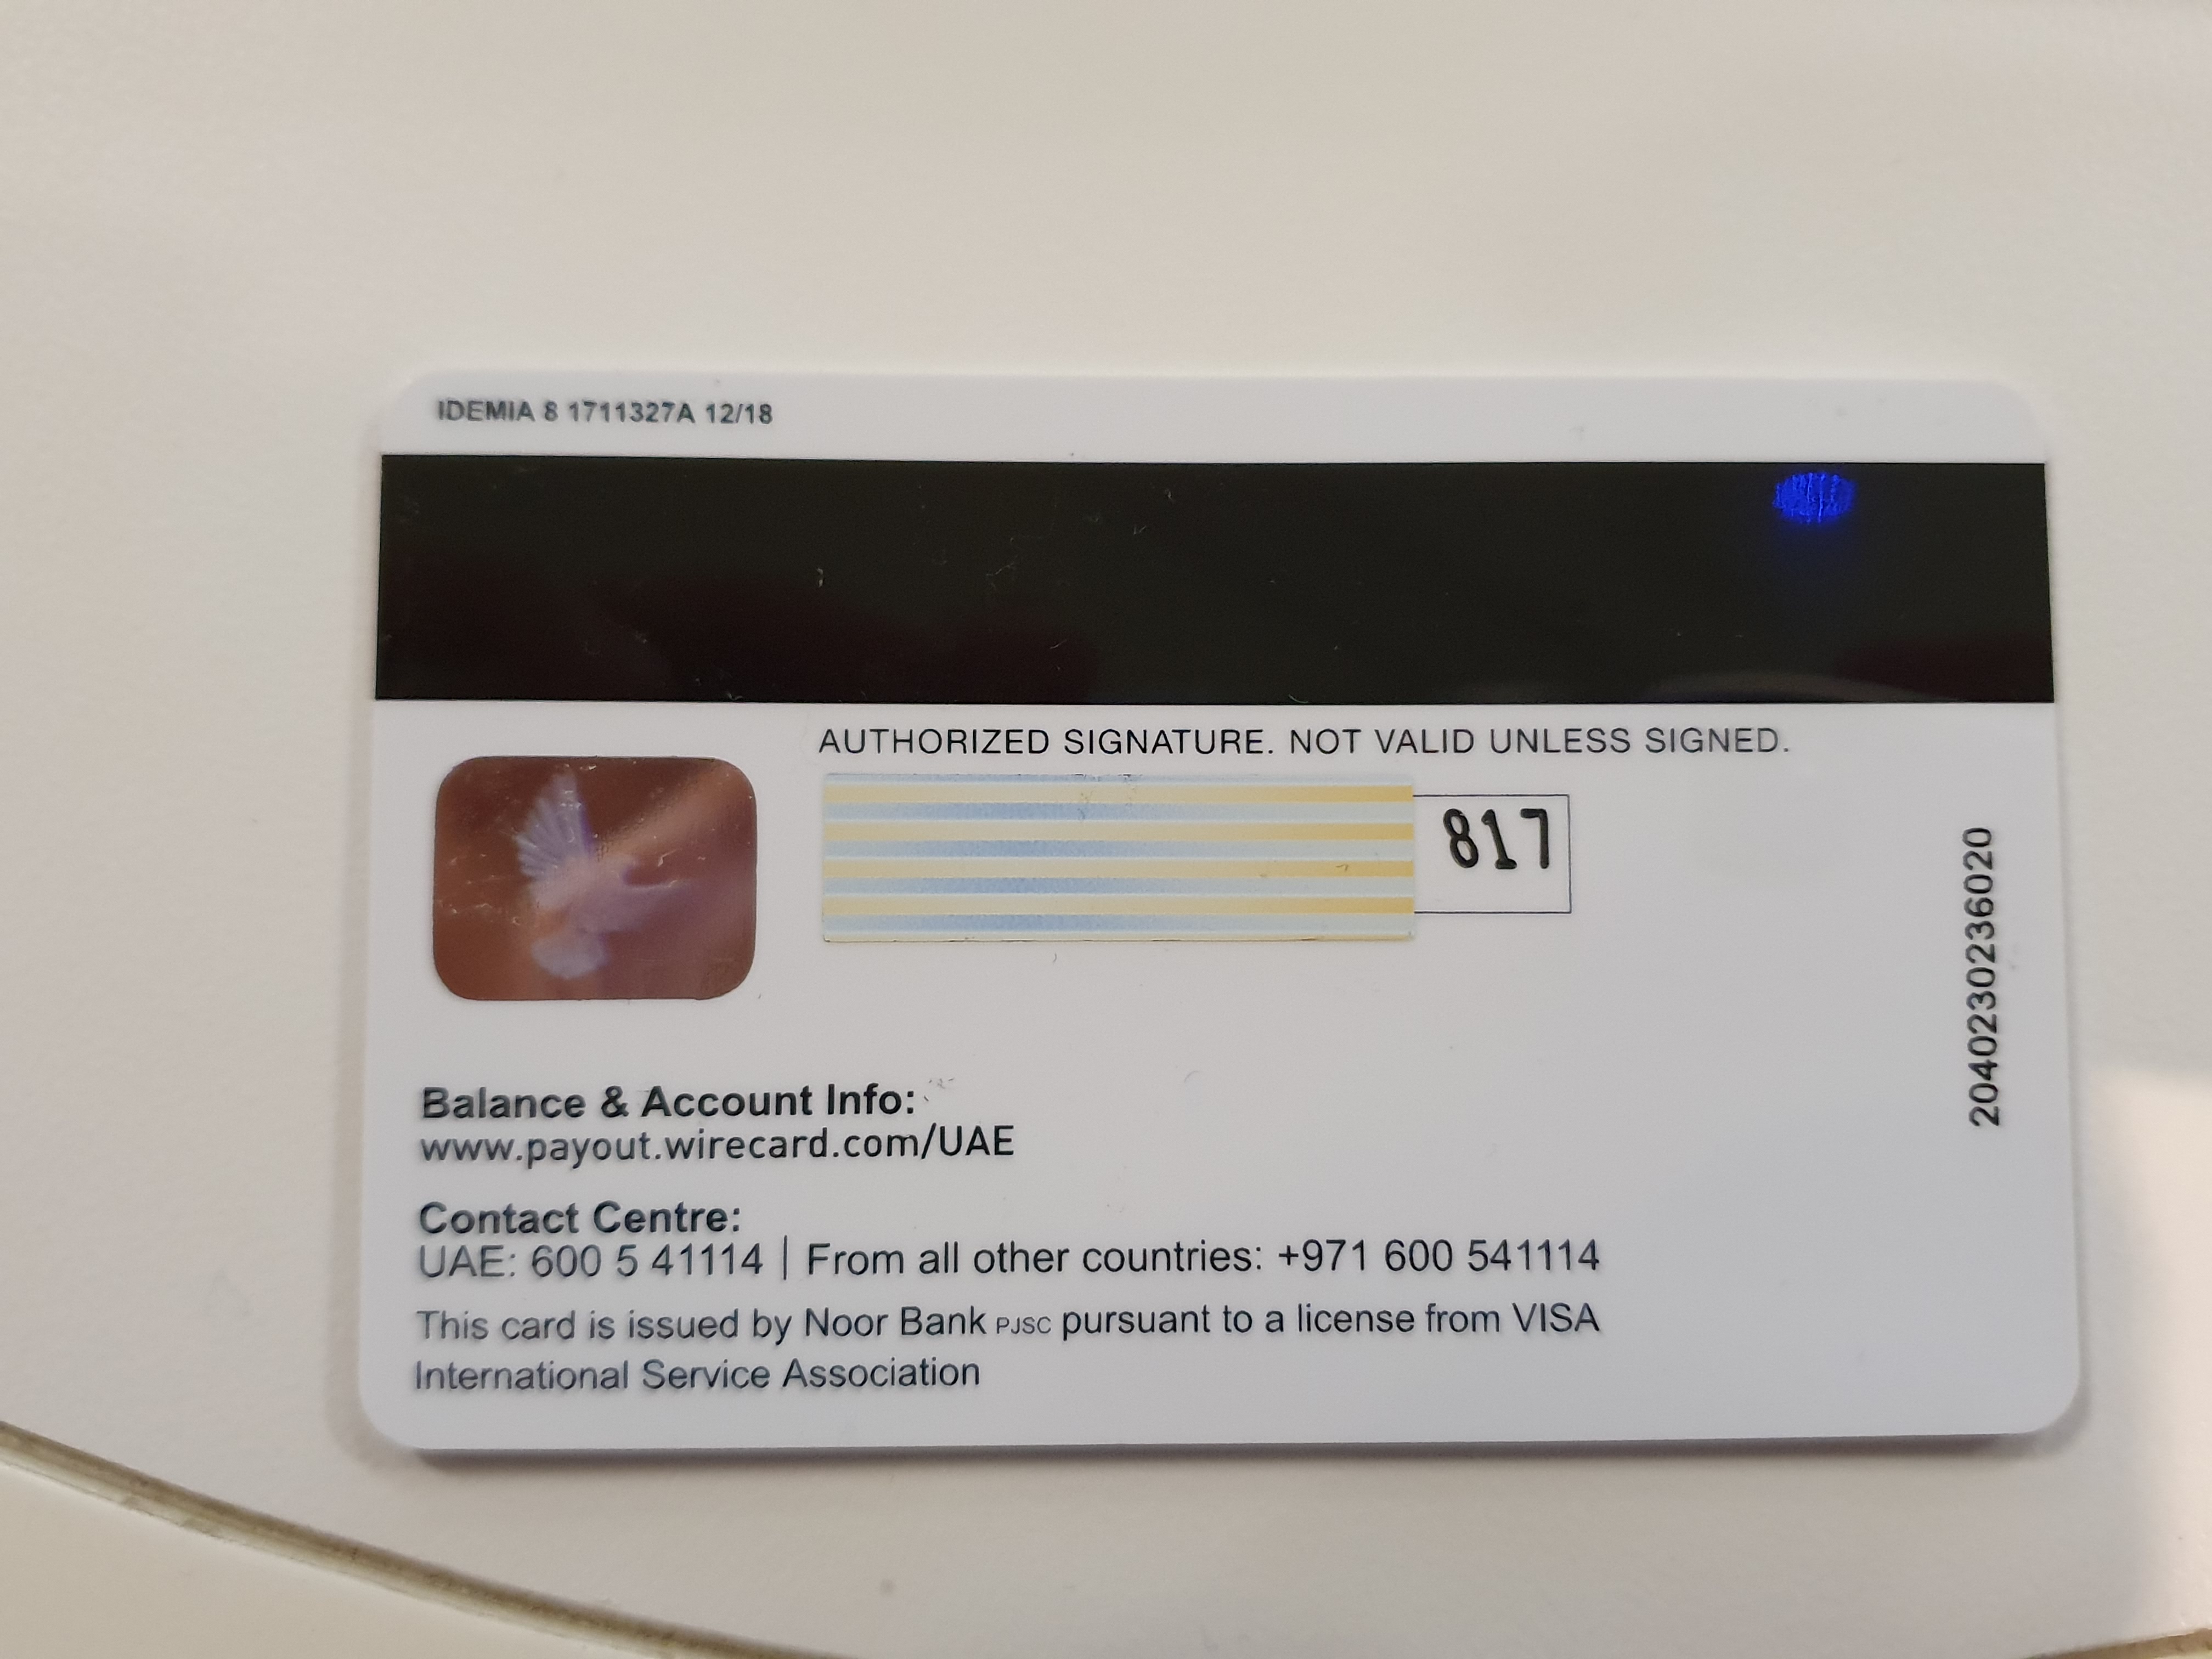 IDEMIA 8 1711327A 12/18
AUTHORIZED SIGNATURE. NOT VALID UNLESS SIGNED.
817
Balance & Account Info:
www.payout.wirecard.com/UAE
Contact Centre:
UAE: 600 5 41114 | From all other countries: +971 600 541114
This card is issued by Noor Bank PJSC pursuant to a license from VISA
International Service Association
2040230236020